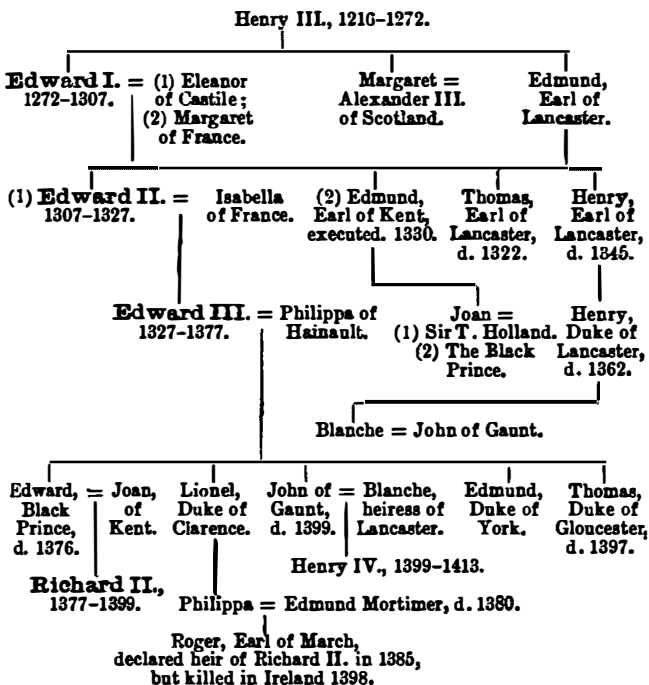 Henry III., 1216-1272.
Edward I. = (1) Eleanor of Castile; (2) Margaret of France.
1272-1307.
Margaret = Alexander III. of Scotland.
Edmund, Earl of Lancaster.
(1) Edward II. = Isabella of France.
1307-1327.
(2) Edmund, Earl of Kent, executed. 1330.
Thomas, Earl of Lancaster, d. 1322.
Henry, Earl of Lancaster, d. 1345.
Edward III. = Philippa of Hainault.
1327-1377.
Joan = (1) Sir T. Holland. (2) The Black Prince.
Henry, Duke of Lancaster, d. 1362.
Blanche = John of Gaunt.
Edward, Black Prince, d. 1376. = Joan, of Kent.
Lionel, Duke of Clarence.
John of Gaunt, d. 1399. = Blanche, heiress of Lancaster.
Edmund, Duke of York.
Thomas, Duke of Gloucester, d. 1397.
Richard II., 1377-1399.
Henry IV., 1399-1413.
Philippa = Edmund Mortimer, d. 1380.
Roger, Earl of March,
declared heir of Richard II. in 1385,
but killed in Ireland 1398.